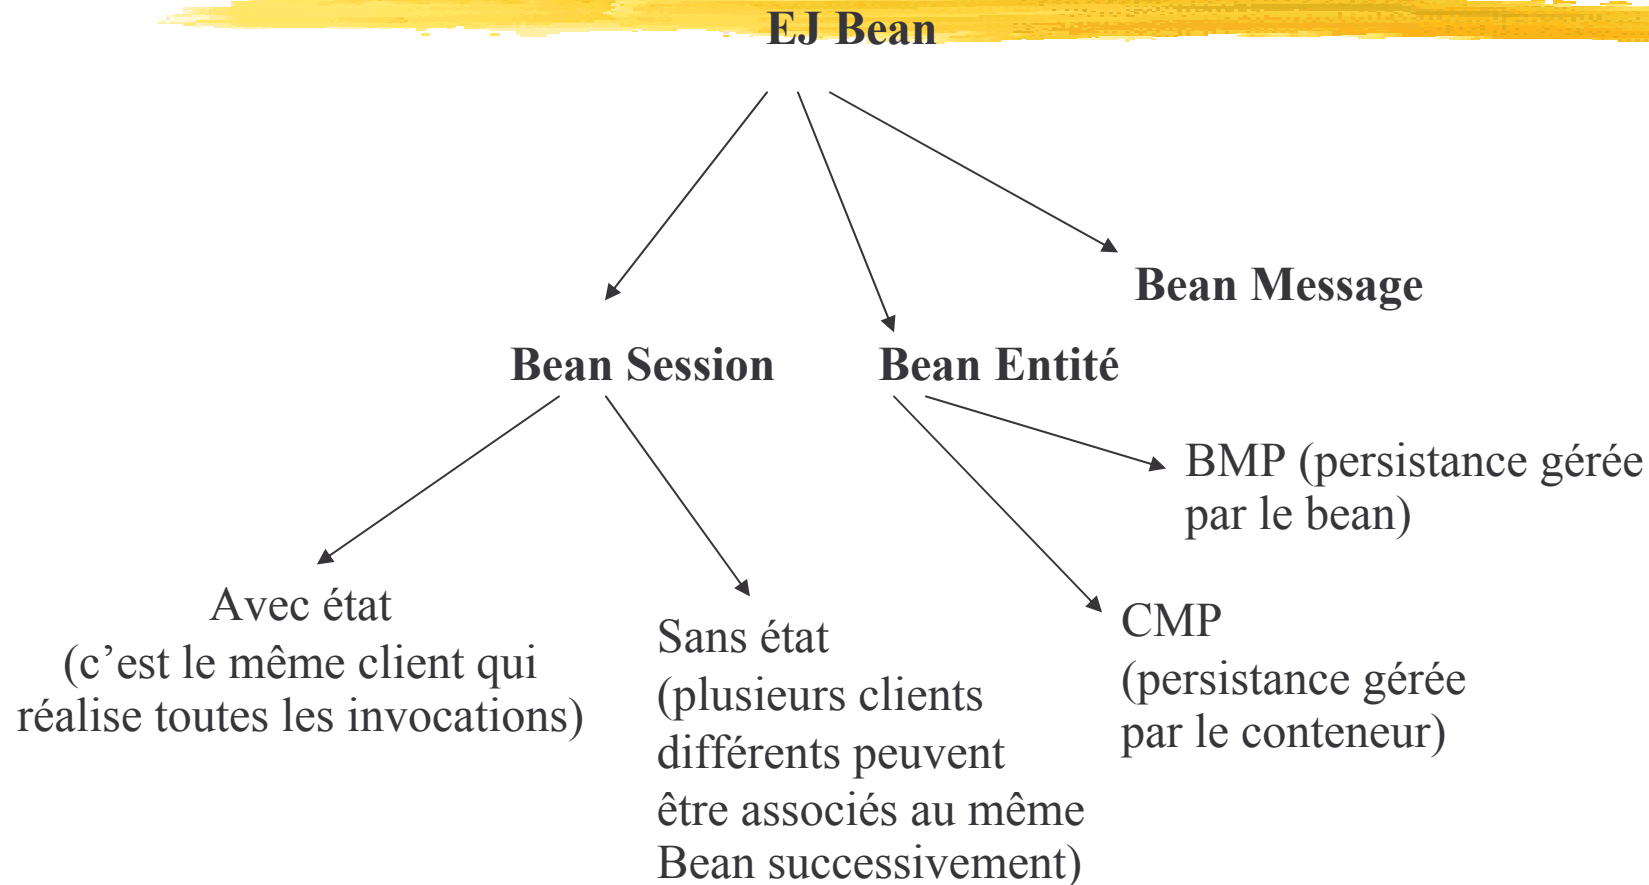 EJ Bean
Bean Message
Bean Session
Bean Entité
BMP (persistance gérée
par le bean)
Avec état
(c’est le même client qui
réalise toutes les invocations)
Sans état
(plusieurs clients
différents peuvent
être associés au même
Bean successivement)
CMP
(persistance gérée
par le conteneur)